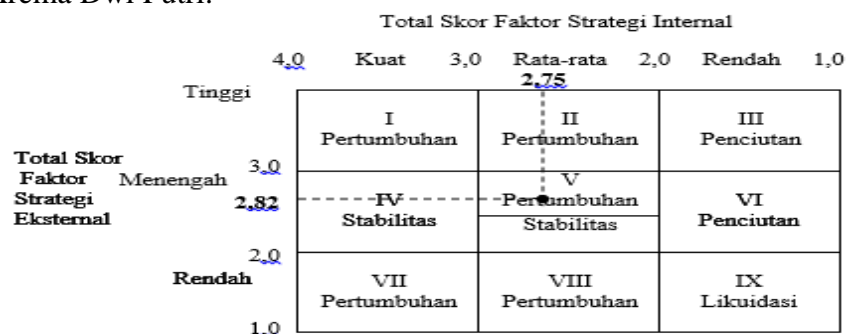 Total Skor Faktor Strategi Internal
4,0 Kuat 3,0 Rata-rata 2,0 Rendah 1,0
2,75
Tinggi
I II III
Pertumbuhan Pertumbuhan Penciutan
Total Skor
Faktor
Strategi
Eksternal
3,0
Menengah
2,82
IV
Stabilitas
V
Pertumbuhan
Stabilitas
VI
Penciutan
2,0
Rendah
VII VIII IX
Pertumbuhan Pertumbuhan Likuidasi
1,0